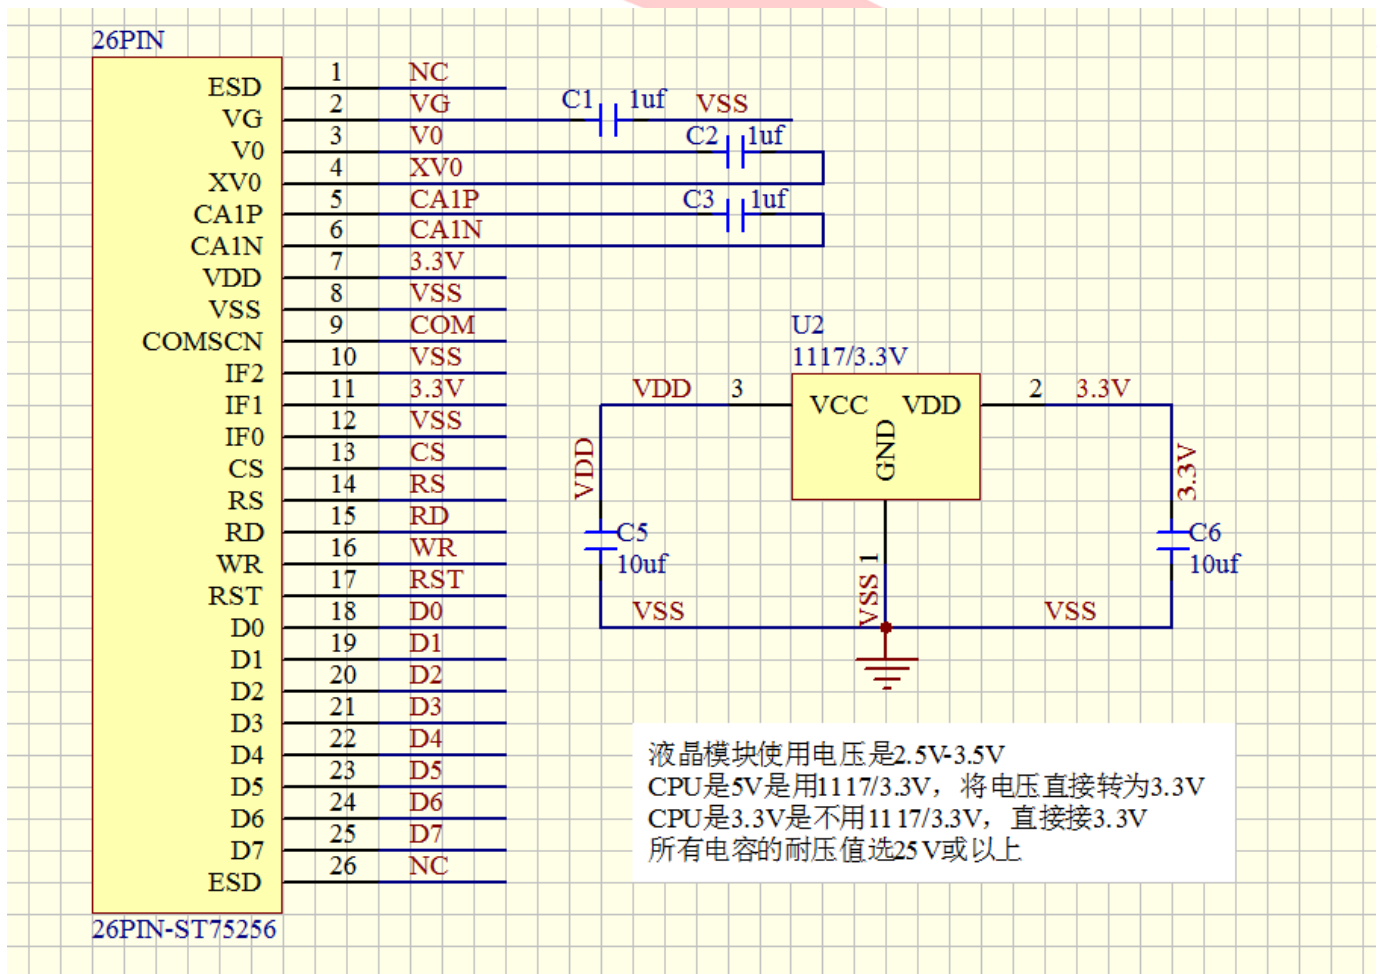 26PIN
ESD 1 NC
VG 2 VG C1 1uf VSS
V0 3 V0 C2 1uf
XV0 4 XV0
CA1P 5 CA1P C3 1uf
CA1N 6 CA1N
VDD 7 3.3V
VSS 8 VSS
COMSCN 9 COM
IF2 10 VSS
IF1 11 3.3V
IF0 12 VSS
CS 13 CS
RS 14 RS
RD 15 RD
WR 16 WR
RST 17 RST
D0 18 D0
D1 19 D1
D2 20 D2
D3 21 D3
D4 22 D4
D5 23 D5
D6 24 D6
D7 25 D7
ESD 26 NC
26PIN-ST75256
U2
1117/3.3V
VDD 3 VCC VDD 2 3.3V
GND
VDD
3.3V
C5
10uf
C6
10uf
VSS 1
VSS
VSS
液晶模块使用电压是2.5V-3.5V
CPU是5V是用1117/3.3V，将电压直接转为3.3V
CPU是3.3V是不用1117/3.3V，直接接3.3V
所有电容的耐压值选25V或以上